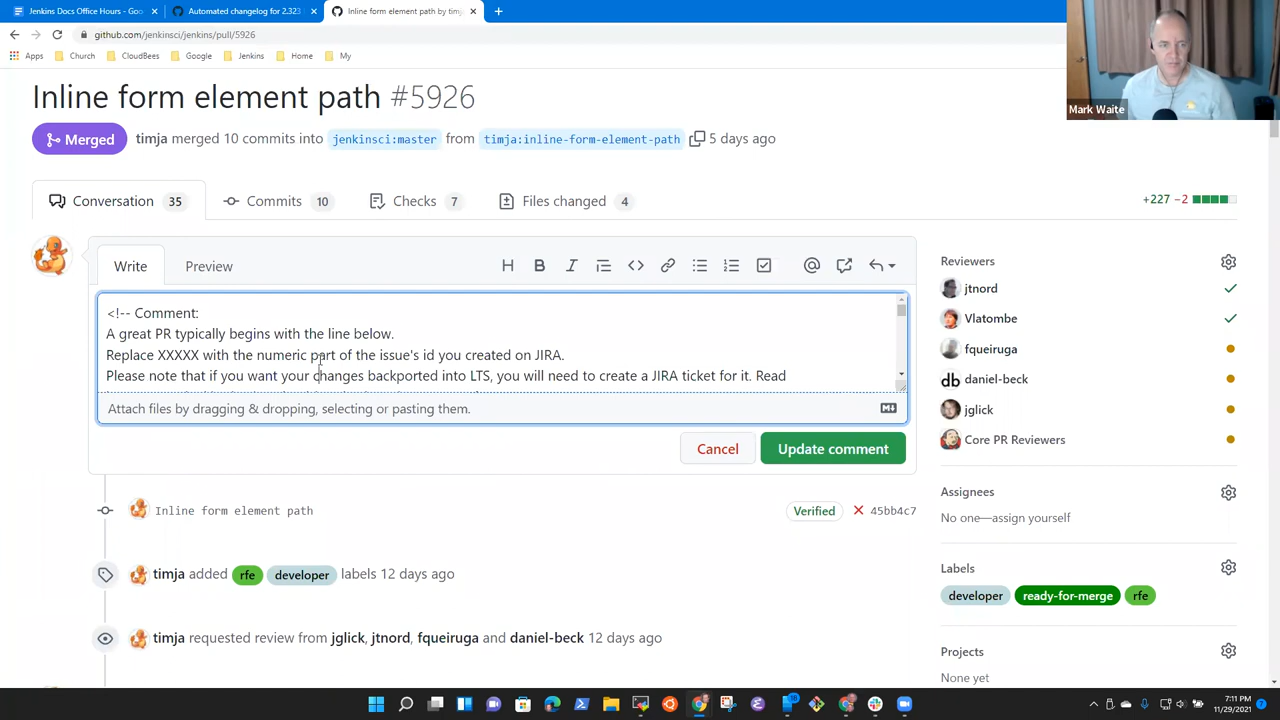 Jenkins Docs Office Hours - Goo
Automated changelog for 2.323
Inline form element path by timj
github.com/jenkinsci/jenkins/pull/5926
Apps
Church
CloudBees
Google
Jenkins
Home
My
Mark Waite
Inline form element path #5926
Merged
timja merged 10 commits into jenkinsci:master from timja:inline-form-element-path 5 days ago
Conversation 35
Commits 10
Checks 7
Files changed 4
+227 −2
Write
Preview
<!-- Comment:
A great PR typically begins with the line below.
Replace XXXXX with the numeric part of the issue's id you created on JIRA.
Please note that if you want your changes backported into LTS, you will need to create a JIRA ticket for it. Read
Attach files by dragging & dropping, selecting or pasting them.
Cancel
Update comment
Inline form element path
Verified
45bb4c7
timja added rfe developer labels 12 days ago
timja requested review from jglick, jtnord, fqueiruga and daniel-beck 12 days ago
Reviewers
jtnord
Vlatombe
fqueiruga
db daniel-beck
jglick
Core PR Reviewers
Assignees
No one—assign yourself
Labels
developer
ready-for-merge
rfe
Projects
None yet
7:11 PM
11/29/2021